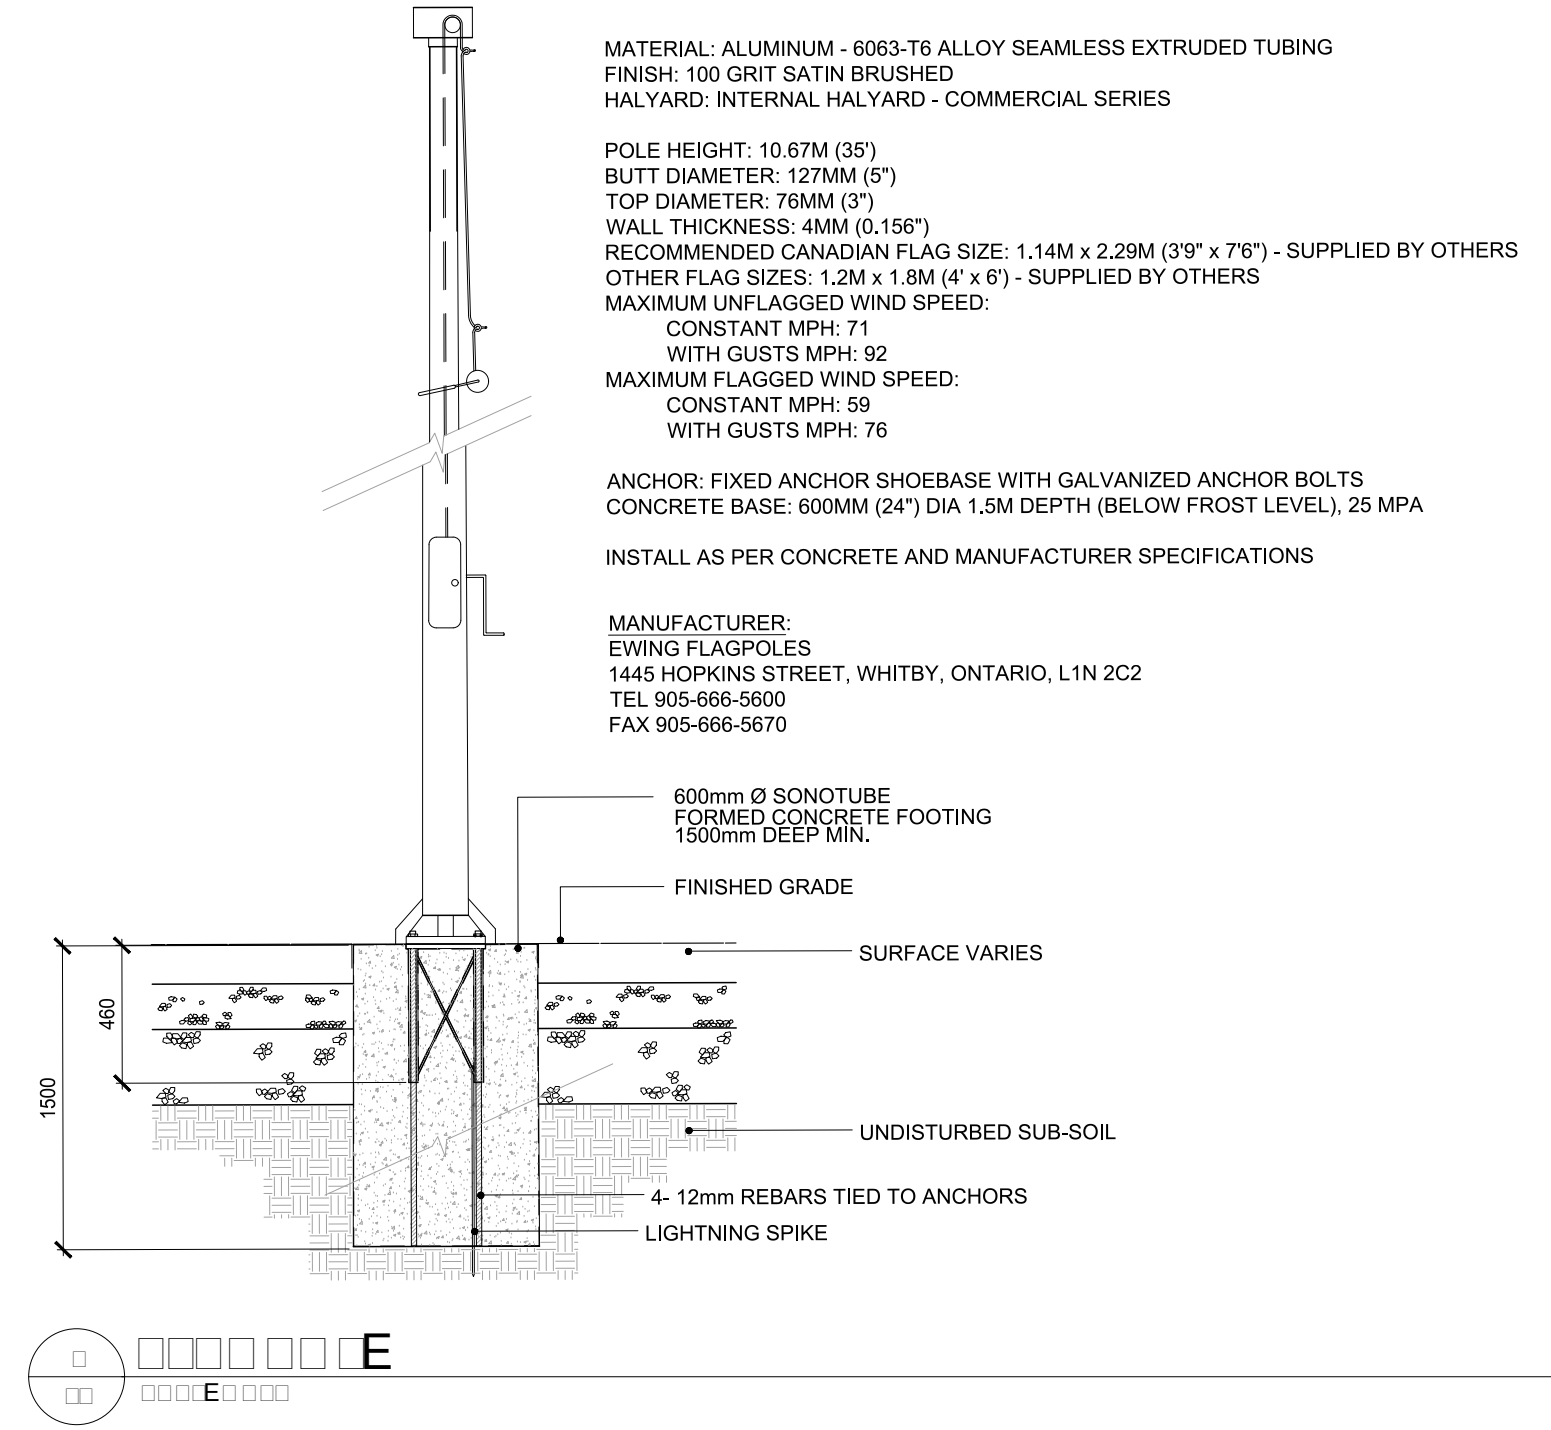 MATERIAL: ALUMINUM - 6063-T6 ALLOY SEAMLESS EXTRUDED TUBING
FINISH: 100 GRIT SATIN BRUSHED
HALYARD: INTERNAL HALYARD - COMMERCIAL SERIES
POLE HEIGHT: 10.67M (35')
BUTT DIAMETER: 127MM (5")
TOP DIAMETER: 76MM (3")
WALL THICKNESS: 4MM (0.156")
RECOMMENDED CANADIAN FLAG SIZE: 1.14M x 2.29M (3'9" x 7'6") - SUPPLIED BY OTHERS
OTHER FLAG SIZES: 1.2M x 1.8M (4' x 6') - SUPPLIED BY OTHERS
MAXIMUM UNFLAGGED WIND SPEED:
CONSTANT MPH: 71
WITH GUSTS MPH: 92
MAXIMUM FLAGGED WIND SPEED:
CONSTANT MPH: 59
WITH GUSTS MPH: 76
ANCHOR: FIXED ANCHOR SHOEBASE WITH GALVANIZED ANCHOR BOLTS
CONCRETE BASE: 600MM (24") DIA 1.5M DEPTH (BELOW FROST LEVEL), 25 MPA
INSTALL AS PER CONCRETE AND MANUFACTURER SPECIFICATIONS
MANUFACTURER:
EWING FLAGPOLES
1445 HOPKINS STREET, WHITBY, ONTARIO, L1N 2C2
TEL 905-666-5600
FAX 905-666-5670
600mm Ø SONOTUBE
FORMED CONCRETE FOOTING
1500mm DEEP MIN.
FINISHED GRADE
SURFACE VARIES
460
1500
UNDISTURBED SUB-SOIL
4- 12mm REBARS TIED TO ANCHORS
LIGHTNING SPIKE